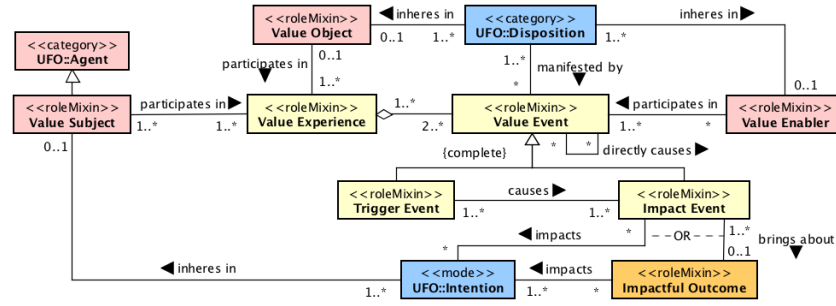 <<roleMixin>>
Value Object
◀ inheres in
0..1
1..*
<<mode>>
UFO::Disposition
inheres in ▶
1..*
<<category>>
UFO::Agent
participates in
▼
0..1
1..*
1..*
*
manifested by
▼
0..1
<<roleMixin>>
Value Subject
participates in ▶
1..*
1..*
<<roleMixin>>
Value Experience
1..*
2..*
<<roleMixin>>
Value Event
◀ participates in
1..*
*
<<roleMixin>>
Value Enabler
0..1
{complete}
*
*
directly causes ▶
<<roleMixin>>
Trigger Event
causes ▶
1..*
1..*
<<roleMixin>>
Impact Event
◀ impacts
*
*
OR
1..*
0..1
brings about
▼
◀ inheres in
1..*
<<mode>>
UFO::Intention
◀ impacts
1..*
*
<<roleMixin>>
Impactful Outcome